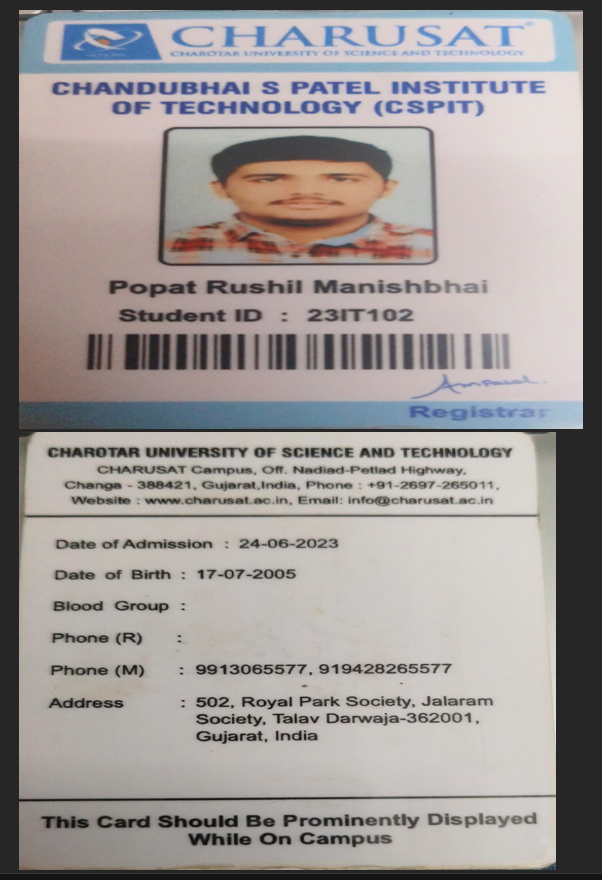 CHARUSAT
CHAROTAR UNIVERSITY OF SCIENCE AND TECHNOLOGY
CHANDUBHAI S PATEL INSTITUTE
OF TECHNOLOGY (CSPIT)
Popat Rushil Manishbhai
Student ID : 23IT102
Registrar
CHAROTAR UNIVERSITY OF SCIENCE AND TECHNOLOGY
CHARUSAT Campus, Off. Nadiad-Petlad Highway,
Changa - 388421, Gujarat,India, Phone : +91-2697-265011,
Website : www.charusat.ac.in, Email: info@charusat.ac.in
Date of Admission : 24-06-2023
Date of Birth : 17-07-2005
Blood Group :
Phone (R) :
Phone (M) : 9913065577, 919428265577
Address : 502, Royal Park Society, Jalaram
Society, Talav Darwaja-362001,
Gujarat, India
This Card Should Be Prominently Displayed
While On Campus